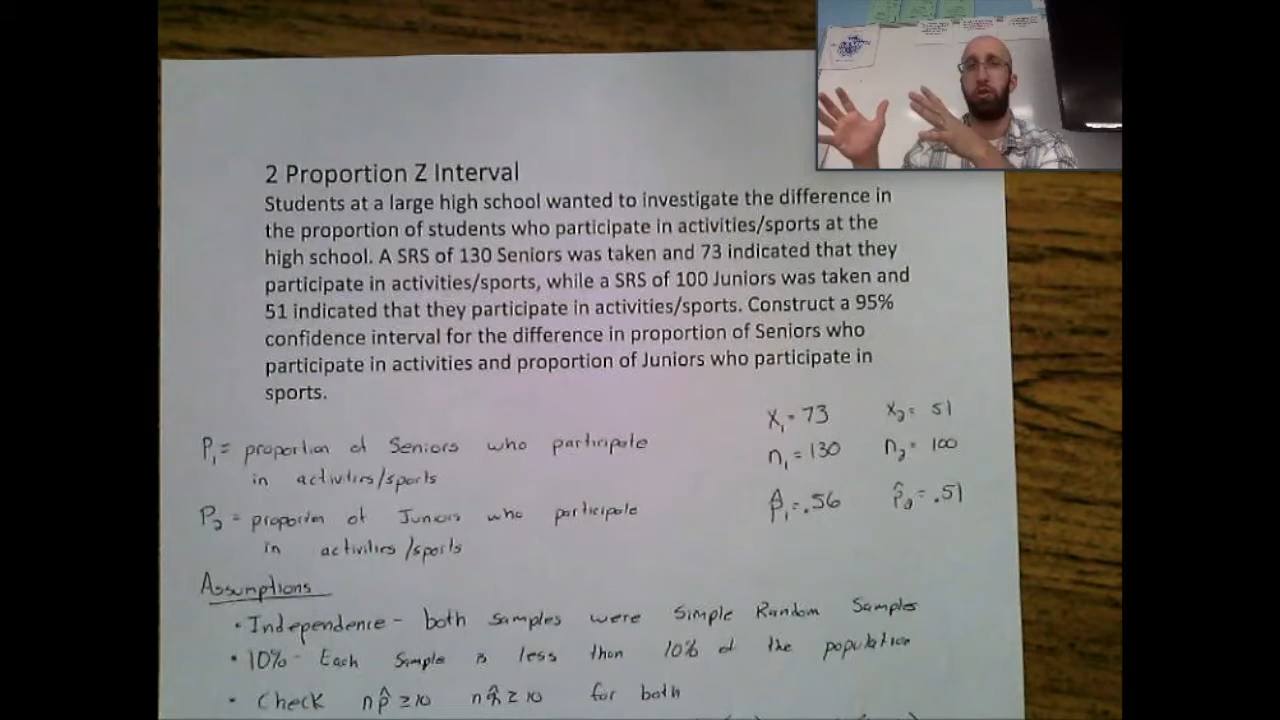 2 Proportion Z Interval
Students at a large high school wanted to investigate the difference in
the proportion of students who participate in activities/sports at the
high school. A SRS of 130 Seniors was taken and 73 indicated that they
participate in activities/sports, while a SRS of 100 Juniors was taken and
51 indicated that they participate in activities/sports. Construct a 95%
confidence interval for the difference in proportion of Seniors who
participate in activities and proportion of Juniors who participate in
sports.
X₁ = 73 X₂ = 51
P₁ = proportion of Seniors who participate
n₁ = 130 n₂ = 100
in activities/sports
p̂₁ = .56 p̂₂ = .51
P₂ = proportion of Juniors who participate
in activities/sports
Assumptions
• Independence - both samples were Simple Random Samples
• 10% - Each Sample is less than 10% of the population
• Check np̂ ≥ 10 nq̂ ≥ 10 for both